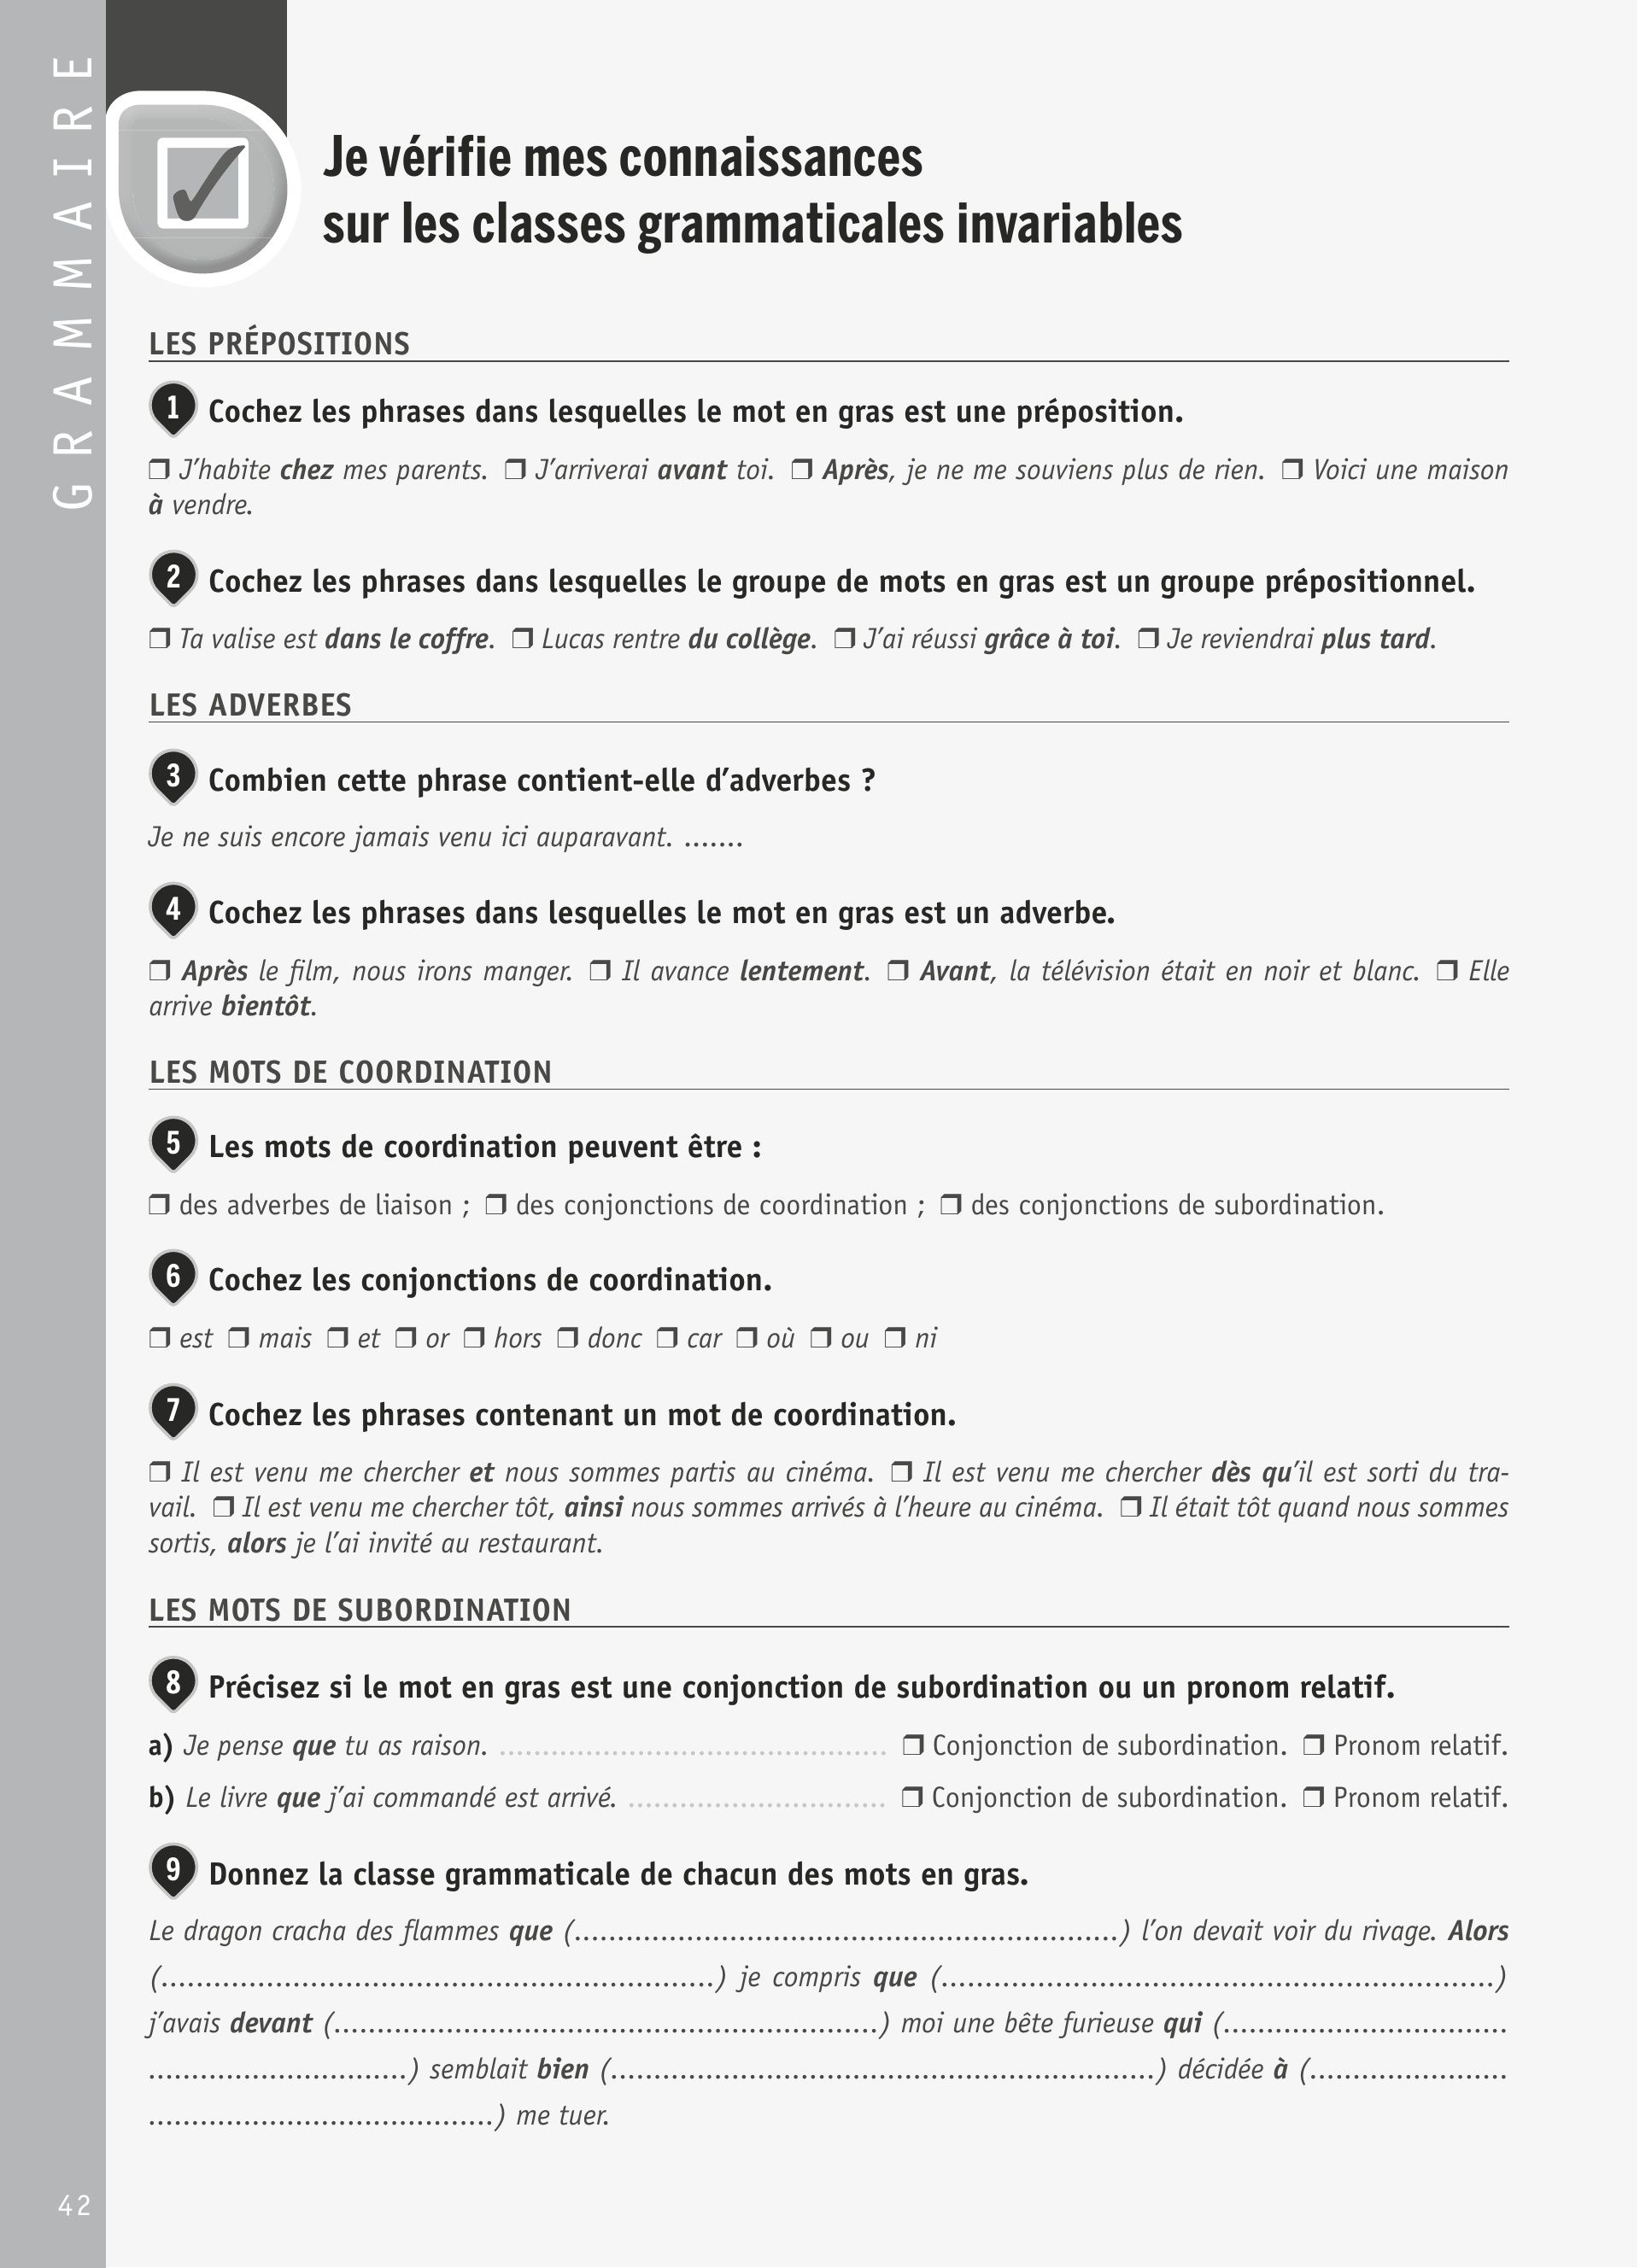 GRAMMAIRE
Je vérifie mes connaissances
sur les classes grammaticales invariables
LES PRÉPOSITIONS
1 Cochez les phrases dans lesquelles le mot en gras est une préposition.
❒ J’habite chez mes parents. ❒ J’arriverai avant toi. ❒ Après, je ne me souviens plus de rien. ❒ Voici une maison
à vendre.
2 Cochez les phrases dans lesquelles le groupe de mots en gras est un groupe prépositionnel.
❒ Ta valise est dans le coffre. ❒ Lucas rentre du collège. ❒ J’ai réussi grâce à toi. ❒ Je reviendrai plus tard.
LES ADVERBES
3 Combien cette phrase contient-elle d’adverbes ?
Je ne suis encore jamais venu ici auparavant. .......
4 Cochez les phrases dans lesquelles le mot en gras est un adverbe.
❒ Après le film, nous irons manger. ❒ Il avance lentement. ❒ Avant, la télévision était en noir et blanc. ❒ Elle
arrive bientôt.
LES MOTS DE COORDINATION
5 Les mots de coordination peuvent être :
❒ des adverbes de liaison ; ❒ des conjonctions de coordination ; ❒ des conjonctions de subordination.
6 Cochez les conjonctions de coordination.
❒ est ❒ mais ❒ et ❒ or ❒ hors ❒ donc ❒ car ❒ où ❒ ou ❒ ni
7 Cochez les phrases contenant un mot de coordination.
❒ Il est venu me chercher et nous sommes partis au cinéma. ❒ Il est venu me chercher dès qu’il est sorti du tra-
vail. ❒ Il est venu me chercher tôt, ainsi nous sommes arrivés à l’heure au cinéma. ❒ Il était tôt quand nous sommes
sortis, alors je l’ai invité au restaurant.
LES MOTS DE SUBORDINATION
8 Précisez si le mot en gras est une conjonction de subordination ou un pronom relatif.
a) Je pense que tu as raison. ............................................. ❒ Conjonction de subordination. ❒ Pronom relatif.
b) Le livre que j’ai commandé est arrivé. .............................. ❒ Conjonction de subordination. ❒ Pronom relatif.
9 Donnez la classe grammaticale de chacun des mots en gras.
Le dragon cracha des flammes que (...............................................................) l’on devait voir du rivage. Alors
(................................................................) je compris que (................................................................)
j’avais devant (...............................................................) moi une bête furieuse qui (.................................
..............................) semblait bien (...............................................................) décidée à (.......................
........................................) me tuer.
42